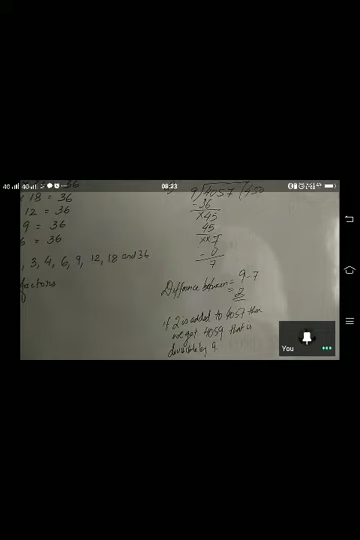 08:33
× 18 = 36
12 = 36
9 = 36
6 = 36
, 3, 4, 6, 9, 12, 18 and 36
factors
9)4057(450
-36
×45
45
××7
- 0
7
Difference between = 9-7
= 2
if 2 is added to 4057 then
we get 4059 that is
divisible by 9.
You